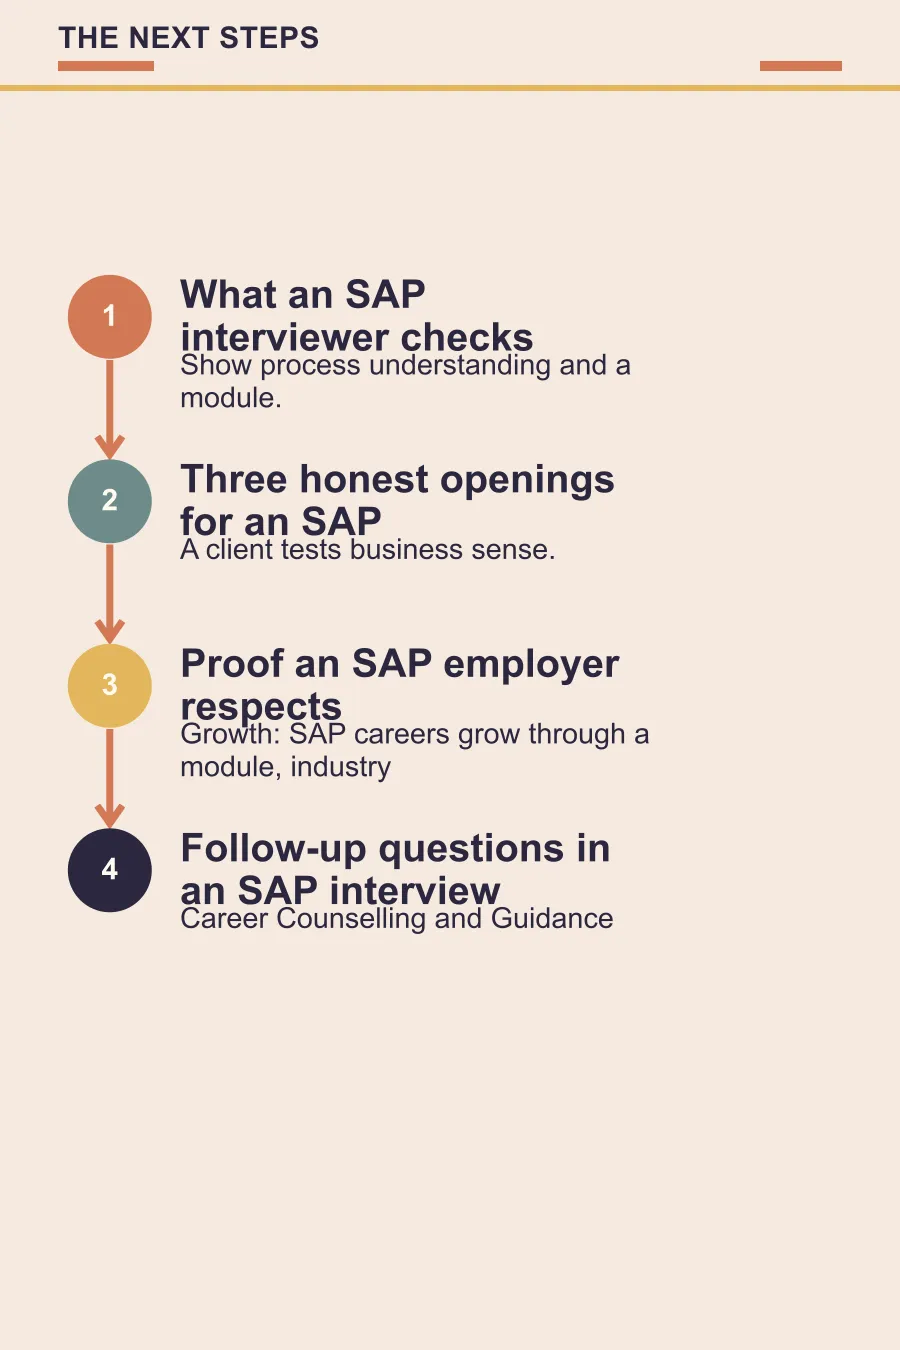 THE NEXT STEPS
1
What an SAP
interviewer checks
Show process understanding and a
module.
2
Three honest openings
for an SAP
A client tests business sense.
3
Proof an SAP employer
respects
Growth: SAP careers grow through a
module, industry
4
Follow-up questions in
an SAP interview
Career Counselling and Guidance